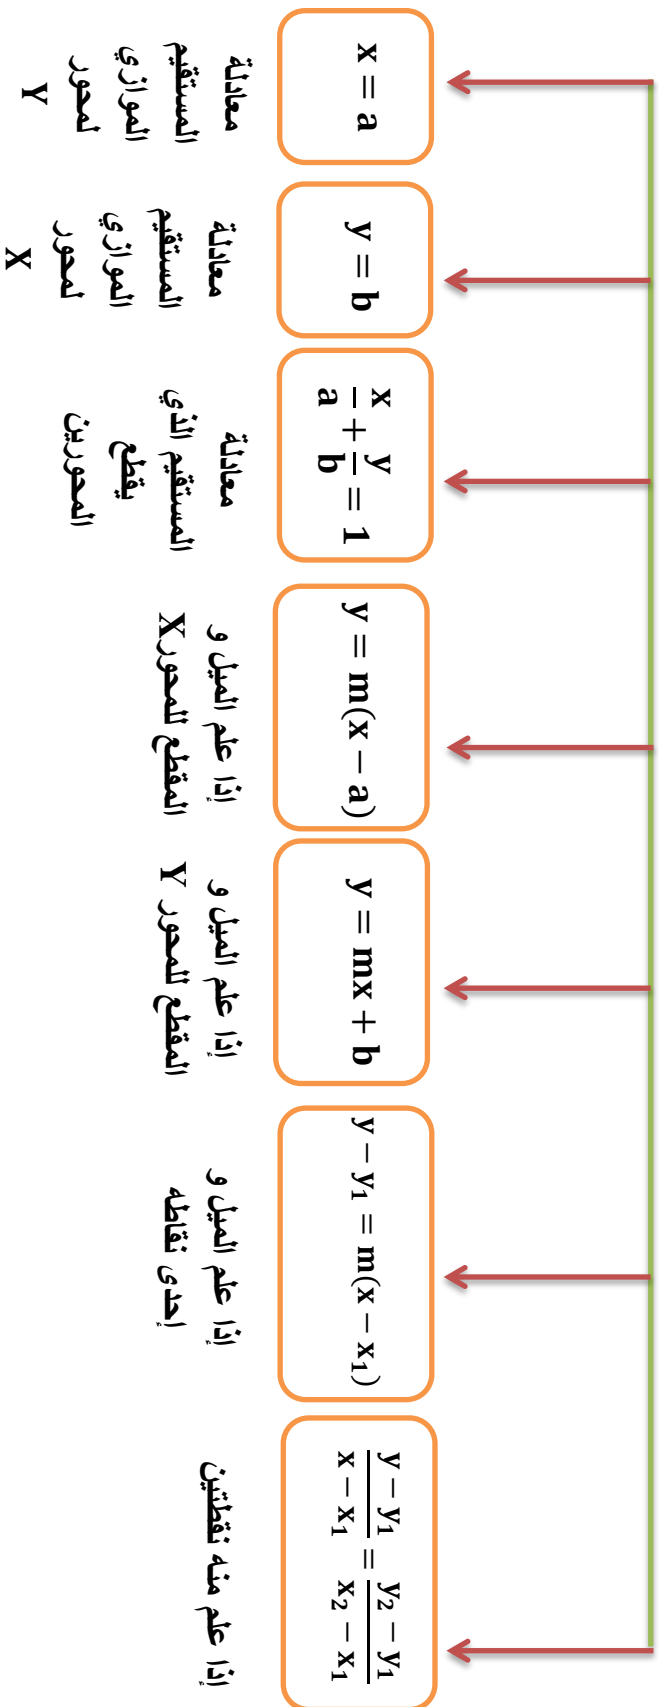 x = a
معادلة
المستقيم
الموازي
لمحور
Y
y = b
معادلة
المستقيم
الموازي
لمحور
X
x/a + y/b = 1
معادلة
المستقيم الذي
يقطع
المحورين
y = m(x − a)
إذا علم الميل و
المقطع للمحورX
y = mx + b
إذا علم الميل و
المقطع للمحور Y
y − y₁ = m(x − x₁)
إذا علم الميل و
إحدى نقاطه
(y − y₁)/(x − x₁) = (y₂ − y₁)/(x₂ − x₁)
إذا علم منه نقطتين